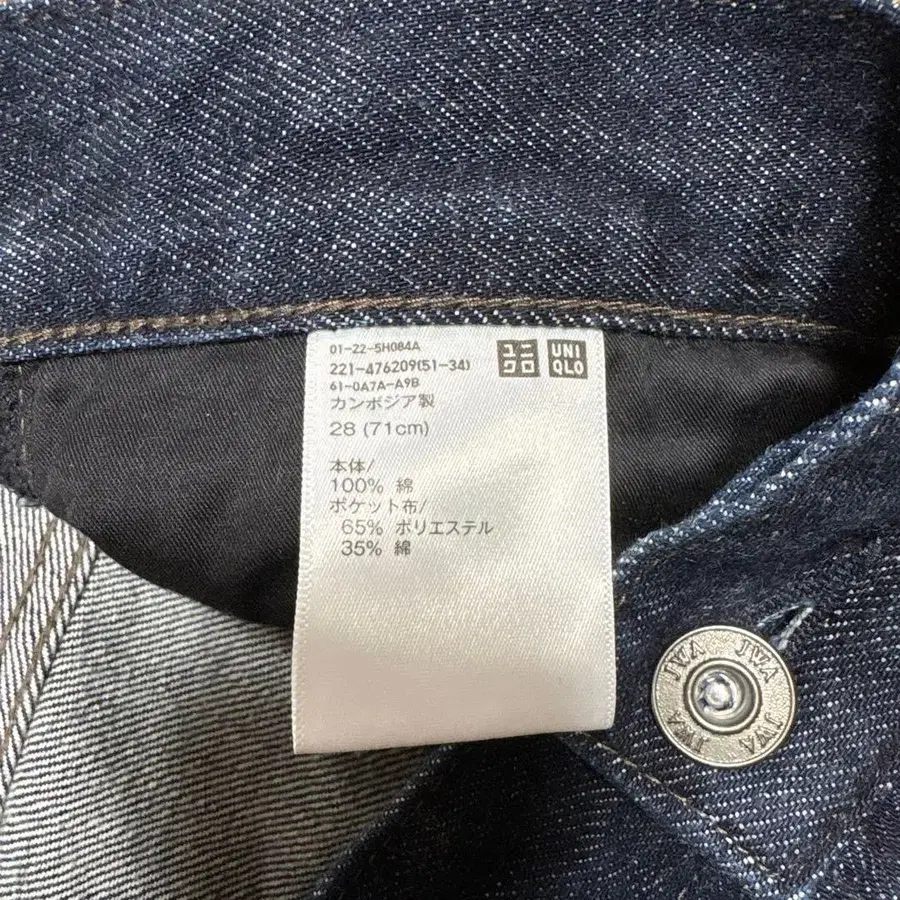 01-22-5H084A
221-476209(51-34)
61-0A7A-A9B
カンボジア製
28 (71cm)
本体/
100% 綿
ポケット布/
65% ポリエステル
35% 綿
ユニ
クロ
UNI
QLO
JWA JWA JWA JWA